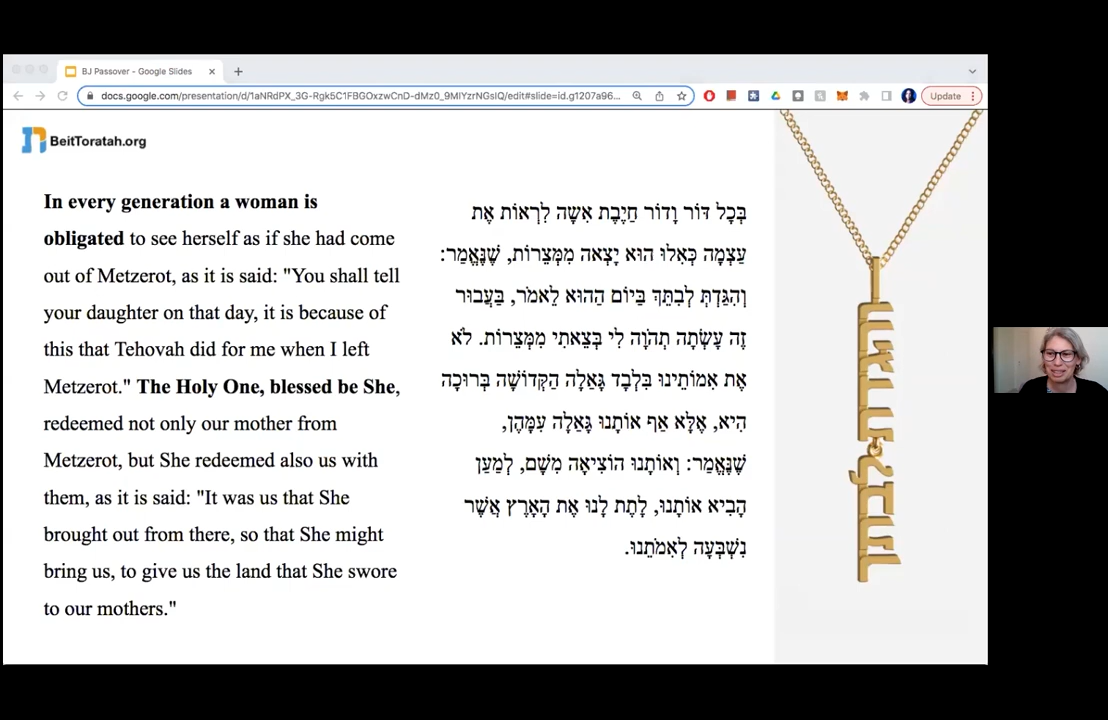 BJ Passover - Google Slides
docs.google.com/presentation/d/1aNRdPX_3G-Rgk5C1FBGOxzwCnD-dMz0_9MlYzrNGsIQ/edit#slide=id.g1207a96...
Update
BeitToratah.org
In every generation a woman is
obligated to see herself as if she had come
out of Metzerot, as it is said: "You shall tell
your daughter on that day, it is because of
this that Tehovah did for me when I left
Metzerot." The Holy One, blessed be She,
redeemed not only our mother from
Metzerot, but She redeemed also us with
them, as it is said: "It was us that She
brought out from there, so that She might
bring us, to give us the land that She swore
to our mothers."
בְּכָל דּוֹר וָדוֹר חַיֶּבֶת אִשָּׁה לִרְאוֹת אֶת
עַצְמָהּ כְּאִלּוּ הוּא יָצְאָה מִמְּצֵרוֹת, שֶׁנֶּאֱמַר:
וְהִגַּדְתְּ לְבִתֵּךְ בַּיּוֹם הַהוּא לֵאמֹר, בַּעֲבוּר
זֶה עָשְׂתָה תְהֹוָה לִי בְּצֵאתִי מִמְּצֵרוֹת. לֹא
אֶת אִמוֹתֵינוּ בִּלְבָד גָּאֲלָה הַקְּדוֹשָׁה בְּרוּכָה
הִיא, אֶלָּא אַף אוֹתָנוּ גָּאֲלָה עִמָּהֶן,
שֶׁנֶּאֱמַר: וְאוֹתָנוּ הוֹצִיאָה מִשָּׁם, לְמַעַן
הָבִיא אוֹתָנוּ, לָתֶת לָנוּ אֶת הָאָרֶץ אֲשֶׁר
נִשְׁבְּעָה לְאִמֹּתֵנוּ.
והגדת לבתך